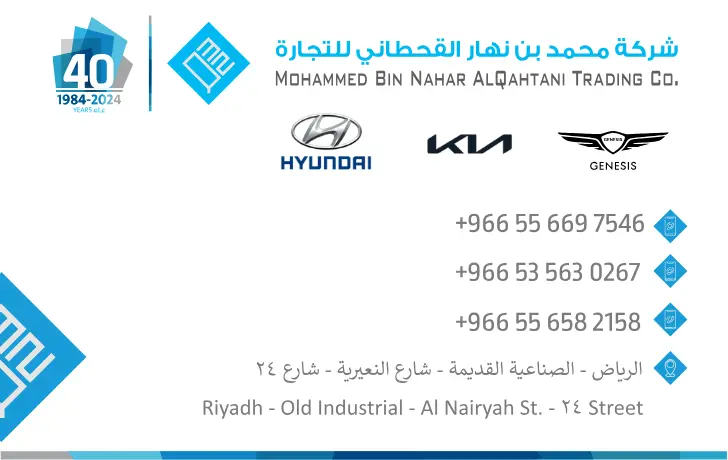 40
1984-2024
YEARS عاـم
شركة محمد بن نهار القحطاني للتجارة
MOHAMMED BIN NAHAR ALQAHTANI TRADING CO.
HYUNDAI
KIA
GENESIS
GENESIS
+966 55 669 7546
+966 53 563 0267
+966 55 658 2158
الرياض - الصناعية القديمة - شارع النعيرية - شارع ٢٤
Riyadh - Old Industrial - Al Nairyah St. - ٢٤ Street